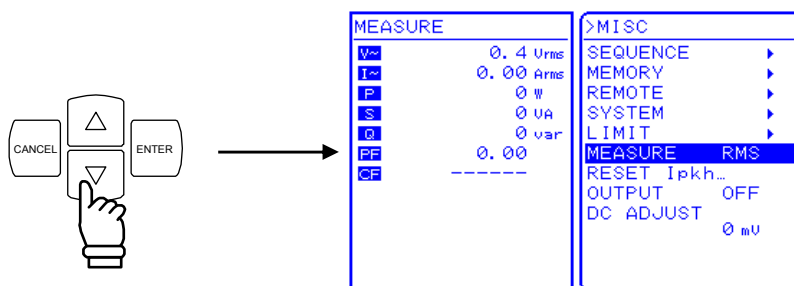 CANCEL
ENTER
MEASURE
V~ 0.4 Vrms
I~ 0.00 Arms
P 0 W
S 0 VA
Q 0 var
PF 0.00
CF ------
>MISC
SEQUENCE
MEMORY
REMOTE
SYSTEM
LIMIT
MEASURE RMS
RESET Ipkh…
OUTPUT OFF
DC ADJUST
0 mV